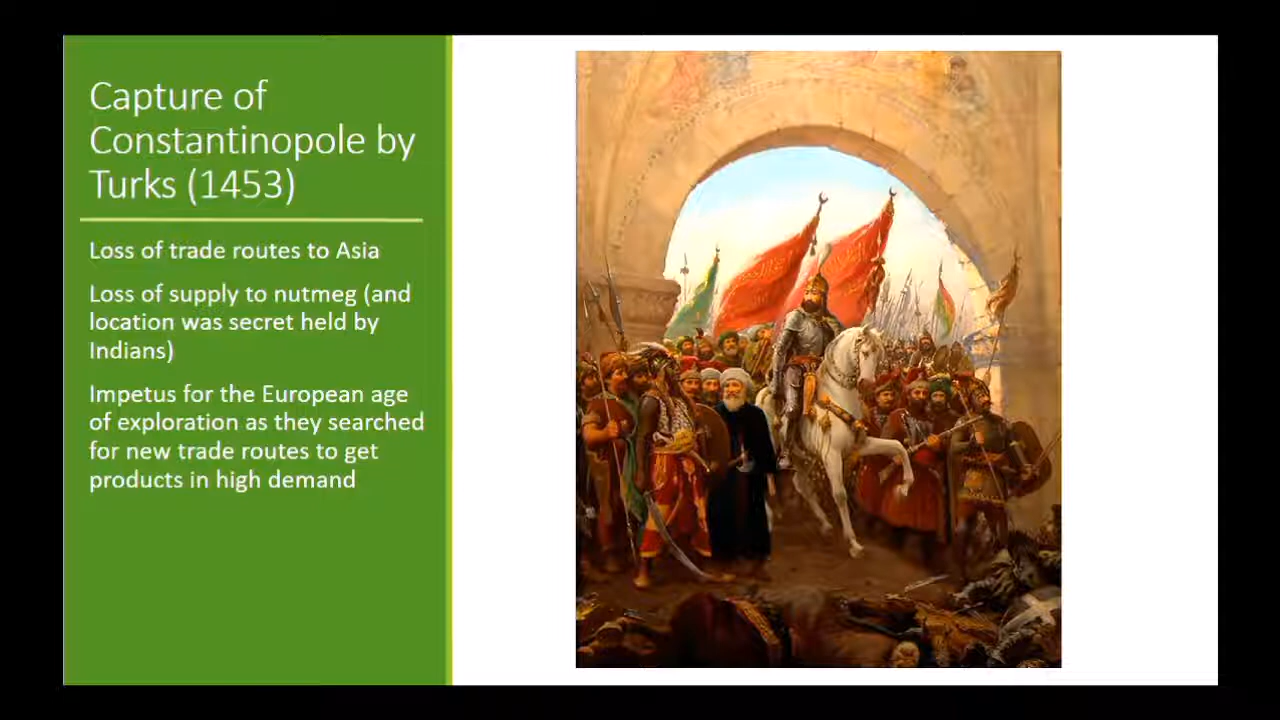 Capture of
Constantinopole by
Turks (1453)
Loss of trade routes to Asia
Loss of supply to nutmeg (and
location was secret held by
Indians)
Impetus for the European age
of exploration as they searched
for new trade routes to get
products in high demand